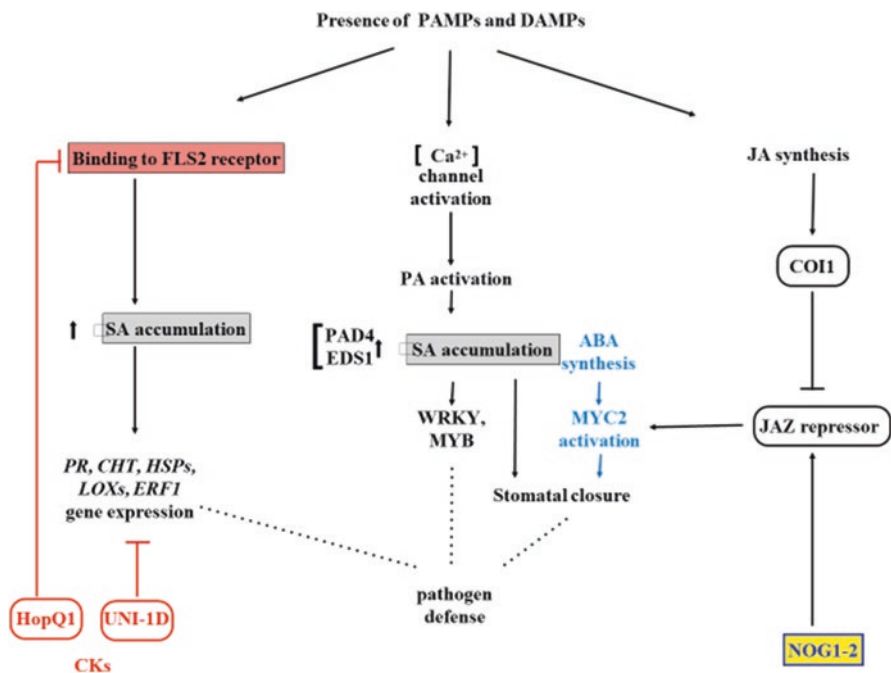 Presence of PAMPs and DAMPs
Binding to FLS2 receptor
SA accumulation
PR, CHT, HSPs,
LOXs, ERF1
gene expression
HopQ1
UNI-1D
CKs
[ Ca²⁺ ]
channel
activation
PA activation
PAD4
EDS1
SA accumulation
WRKY,
MYB
ABA
synthesis
MYC2
activation
Stomatal closure
pathogen
defense
JA synthesis
COI1
JAZ repressor
NOG1-2